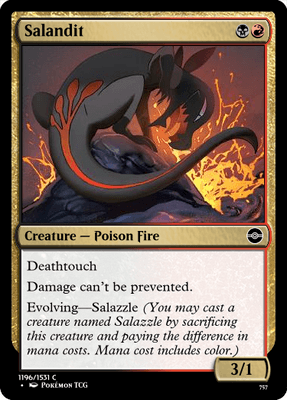 Salandit
Creature — Poison Fire
Deathtouch
Damage can't be prevented.
Evolving—Salazzle (You may cast a
creature named Salazzle by sacrificing
this creature and paying the difference in
mana costs. Mana cost includes color.)
3/1
1196/1531 C
• Pokémon TCG
757